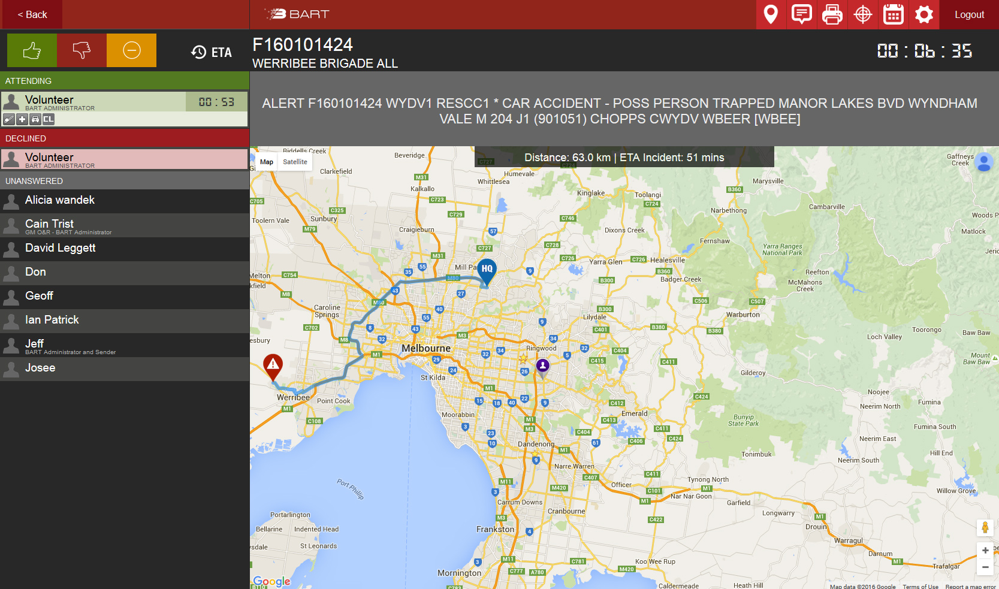 < Back
BART
Logout
ETA
F160101424
WERRIBEE BRIGADE ALL
00:06:35
ATTENDING
Volunteer
BART ADMINISTRATOR
00:53
CL
DECLINED
Volunteer
BART ADMINISTRATOR
UNANSWERED
Alicia wandek
Cain Trist
GM O&R - BART Administrator
David Leggett
Don
Geoff
Ian Patrick
Jeff
BART Administrator and Sender
Josee
ALERT F160101424 WYDV1 RESCC1 * CAR ACCIDENT - POSS PERSON TRAPPED MANOR LAKES BVD WYNDHAM
VALE M 204 J1 (901051) CHOPPS CWYDV WBEER [WBEE]
Map
Satellite
Distance: 63.0 km | ETA Incident: 51 mins
Riddells Creek
Beveridge
C727
C724
Gaffneys
Creek
Clarkefield
M31
Humevale
Whittlesea
Marysville
Kalkallo
Kinglake
Toolangi
B360
C705
C723
C724
Cambarville
C325
C729
Narbethong
Woods P
Toolern Vale
Sunbury
C746
M79
Craigieburn
57
Dixons Creek
Matlock
Fernshaw
C727
C728
Yarra Ranges
National Park
Jeric
M31
C726
Yarra Glen
C726
Healesville
55
Mill Pa
HQ
35
9
B360
Reefton
Melton
C754
M80
B300
Badger Creek
McMahons
Creek
kfield
43
27
M8
M80
C506
C507
Caroline
Springs
40
B300
Warburton
55
Lilydale
9
C702
8
43
C401
B380
B380
Toorongo
Baw Baw
M3
esbury
M8
32
34
Loch Valley
Melbourne
Ringwood
32
C404
M1
32
34
5
Mount
Baw Baw
29
C415
C411
St Kilda
24
26
Gilderoy
M1
Noojee
Werribee
Point Cook
15
18
40
22
9
C424
Fumina
M1
C412
Neerim North
Moorabbin
Emerald
C108
M1
C413
Bunyip
State Park
3
M3
C404
C411
Fumina South
23
C424
Neerim East
10
Dandenong
61
C406
M1
Tonimbuk
Hill End
9
Neerim South
Narre Warren
C411
C407
Tynong North
M11
Officer
Port Phillip
M420
C101
M1
Willow Grove
3
Nar Nar Goon
Carrum Downs
M1
Garfield
Portarlington
Cranbourne
Longwarry
M3
C422
M1
Bellarine
Indented Head
Frankston
4
Drouin
Warragul
ysdale
St Leonards
Darnum
M11
3
C781
Koo Wee Rup
M1
Mornington
C777
A780
M420
Trafalgar
Google
B110
C783
Caldermeade
Heath Hill
Map data ©2016 Google
Terms of Use
Report a map error